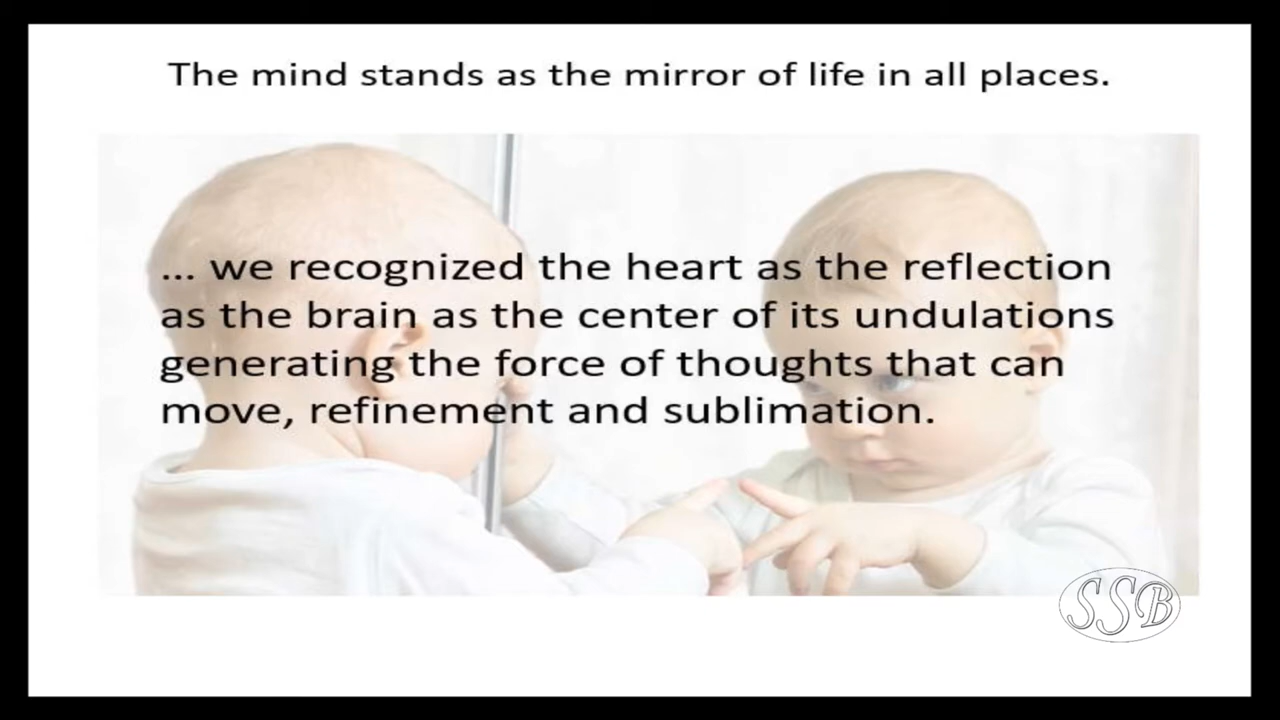 The mind stands as the mirror of life in all places.
... we recognized the heart as the reflection
as the brain as the center of its undulations
generating the force of thoughts that can
move, refinement and sublimation.
SSB